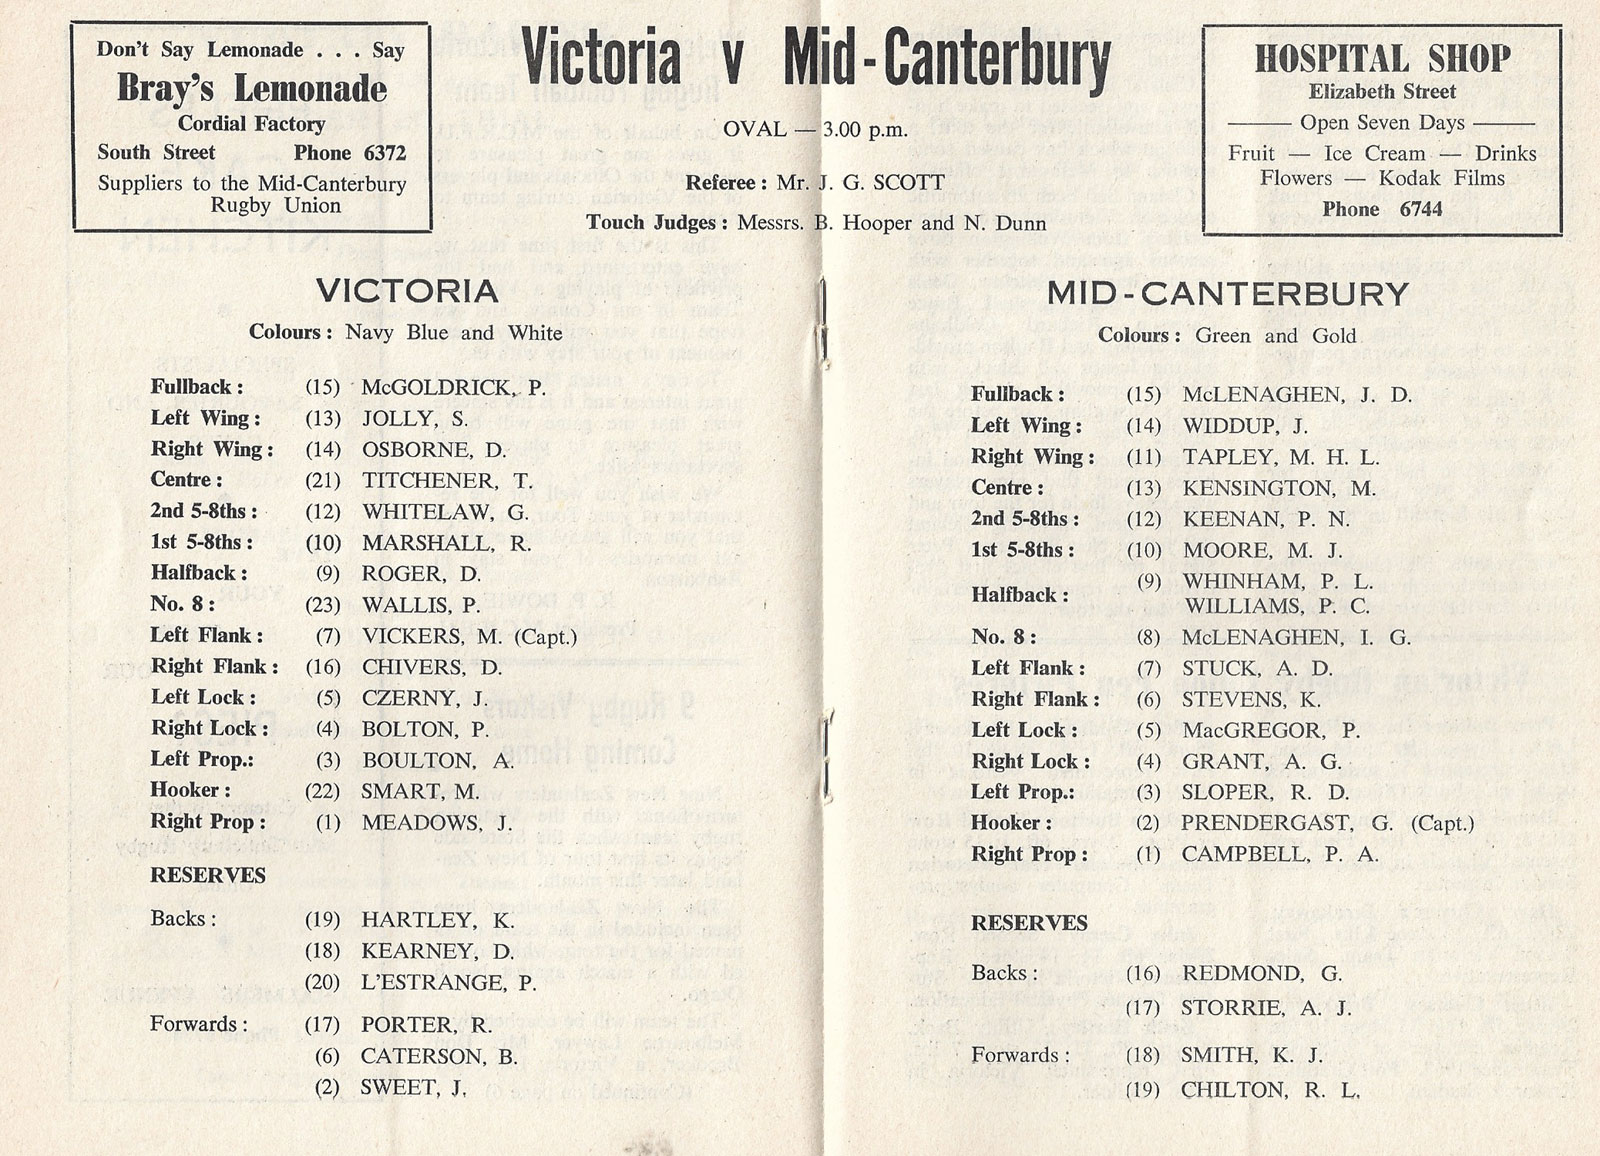 Don't Say Lemonade . . . Say
Bray's Lemonade
Cordial Factory
South Street Phone 6372
Suppliers to the Mid-Canterbury
Rugby Union
Victoria v Mid-Canterbury
OVAL — 3.00 p.m.
Referee : Mr. J. G. SCOTT
Touch Judges : Messrs. B. Hooper and N. Dunn
HOSPITAL SHOP
Elizabeth Street
Open Seven Days
Fruit — Ice Cream — Drinks
Flowers — Kodak Films
Phone 6744
VICTORIA
Colours : Navy Blue and White
Fullback : (15) McGOLDRICK, P.
Left Wing : (13) JOLLY, S.
Right Wing : (14) OSBORNE, D.
Centre : (21) TITCHENER, T.
2nd 5-8ths : (12) WHITELAW, G.
1st 5-8ths : (10) MARSHALL, R.
Halfback : (9) ROGER, D.
No. 8 : (23) WALLIS, P.
Left Flank : (7) VICKERS, M. (Capt.)
Right Flank : (16) CHIVERS, D.
Left Lock : (5) CZERNY, J.
Right Lock : (4) BOLTON, P.
Left Prop.: (3) BOULTON, A.
Hooker : (22) SMART, M.
Right Prop : (1) MEADOWS, J.
RESERVES
Backs : (19) HARTLEY, K.
(18) KEARNEY, D.
(20) L'ESTRANGE, P.
Forwards : (17) PORTER, R.
(6) CATERSON, B.
(2) SWEET, J.
MID-CANTERBURY
Colours : Green and Gold
Fullback : (15) McLENAGHEN, J. D.
Left Wing : (14) WIDDUP, J.
Right Wing : (11) TAPLEY, M. H. L.
Centre : (13) KENSINGTON, M.
2nd 5-8ths : (12) KEENAN, P. N.
1st 5-8ths : (10) MOORE, M. J.
Halfback : (9) WHINHAM, P. L.
WILLIAMS, P. C.
No. 8 : (8) McLENAGHEN, I. G.
Left Flank : (7) STUCK, A. D.
Right Flank : (6) STEVENS, K.
Left Lock : (5) MacGREGOR, P.
Right Lock : (4) GRANT, A. G.
Left Prop.: (3) SLOPER, R. D.
Hooker : (2) PRENDERGAST, G. (Capt.)
Right Prop : (1) CAMPBELL, P. A.
RESERVES
Backs : (16) REDMOND, G.
(17) STORRIE, A. J.
Forwards : (18) SMITH, K. J.
(19) CHILTON, R. L.